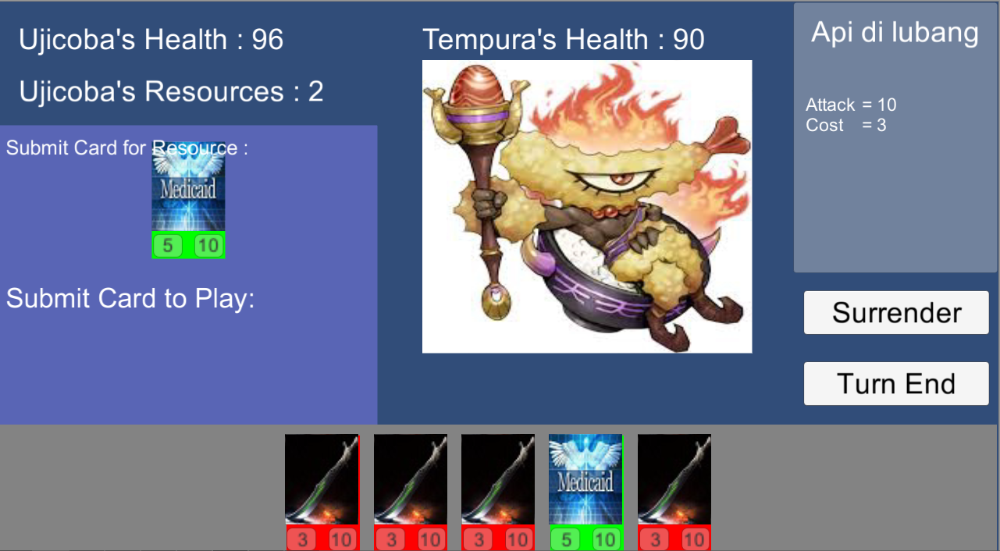 Ujicoba's Health : 96
Ujicoba's Resources : 2
Submit Card for Resource :
Medicaid
5 10
Submit Card to Play:
Tempura's Health : 90
Api di lubang
Attack = 10
Cost = 3
Surrender
Turn End
3 10
3 10
3 10
Medicaid
5 10
3 10